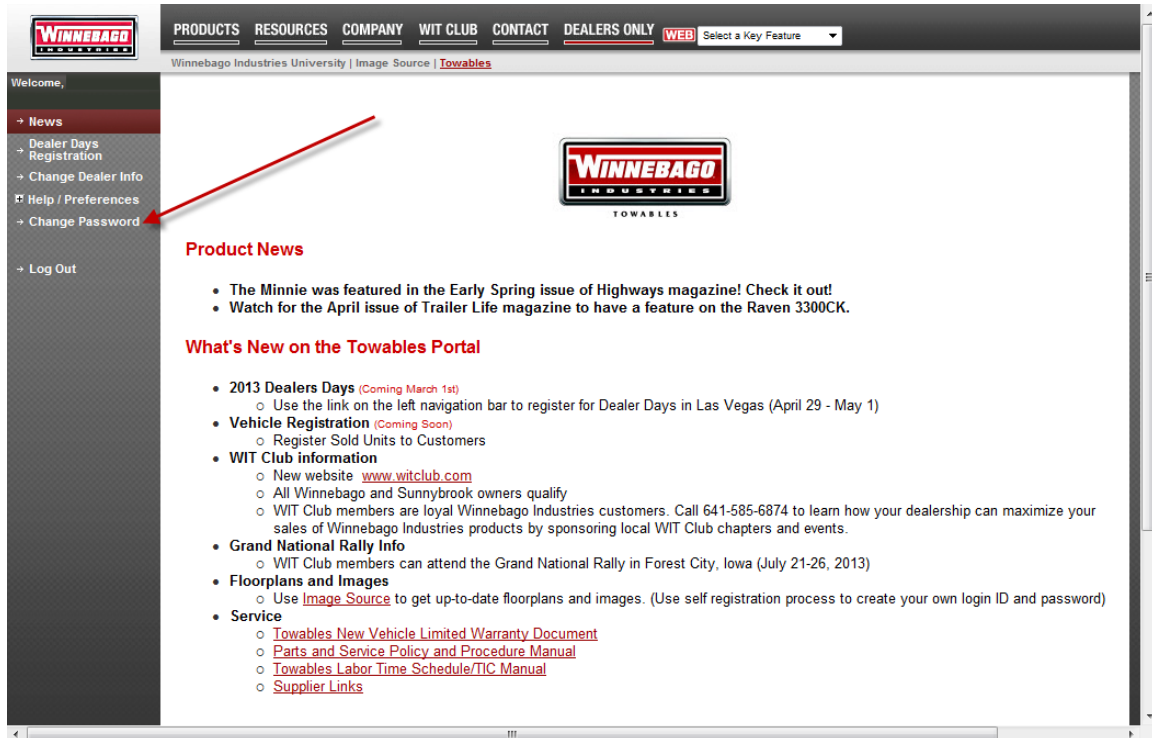 WINNEBAGO
INDUSTRIES
PRODUCTS RESOURCES COMPANY WIT CLUB CONTACT DEALERS ONLY WEB Select a Key Feature
Winnebago Industries University | Image Source | Towables
Welcome,
→ News
→ Dealer Days
Registration
→ Change Dealer Info
Help / Preferences
→ Change Password
→ Log Out
WINNEBAGO
INDUSTRIES
TOWABLES
Product News
• The Minnie was featured in the Early Spring issue of Highways magazine! Check it out!
• Watch for the April issue of Trailer Life magazine to have a feature on the Raven 3300CK.
What's New on the Towables Portal
• 2013 Dealers Days (Coming March 1st)
o Use the link on the left navigation bar to register for Dealer Days in Las Vegas (April 29 - May 1)
• Vehicle Registration (Coming Soon)
o Register Sold Units to Customers
• WIT Club information
o New website www.witclub.com
o All Winnebago and Sunnybrook owners qualify
o WIT Club members are loyal Winnebago Industries customers. Call 641-585-6874 to learn how your dealership can maximize your
sales of Winnebago Industries products by sponsoring local WIT Club chapters and events.
• Grand National Rally Info
o WIT Club members can attend the Grand National Rally in Forest City, Iowa (July 21-26, 2013)
• Floorplans and Images
o Use Image Source to get up-to-date floorplans and images. (Use self registration process to create your own login ID and password)
• Service
o Towables New Vehicle Limited Warranty Document
o Parts and Service Policy and Procedure Manual
o Towables Labor Time Schedule/TIC Manual
o Supplier Links